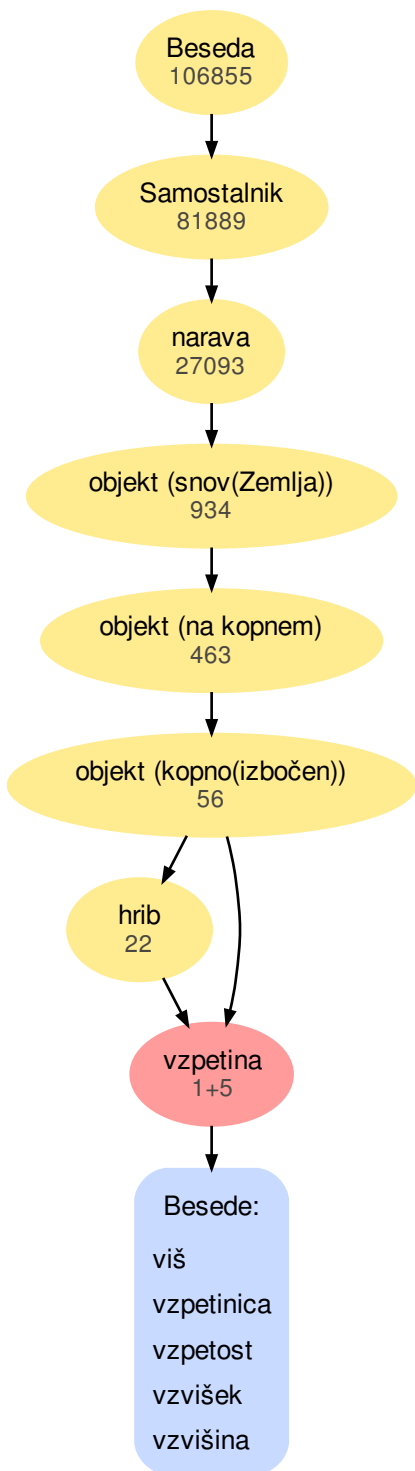 Beseda
106855
Samostalnik
81889
narava
27093
objekt (snov(Zemlja))
934
objekt (na kopnem)
463
objekt (kopno(izbočen))
56
hrib
22
vzpetina
1+5
Besede:
viš
vzpetinica
vzpetost
vzvišek
vzvišina